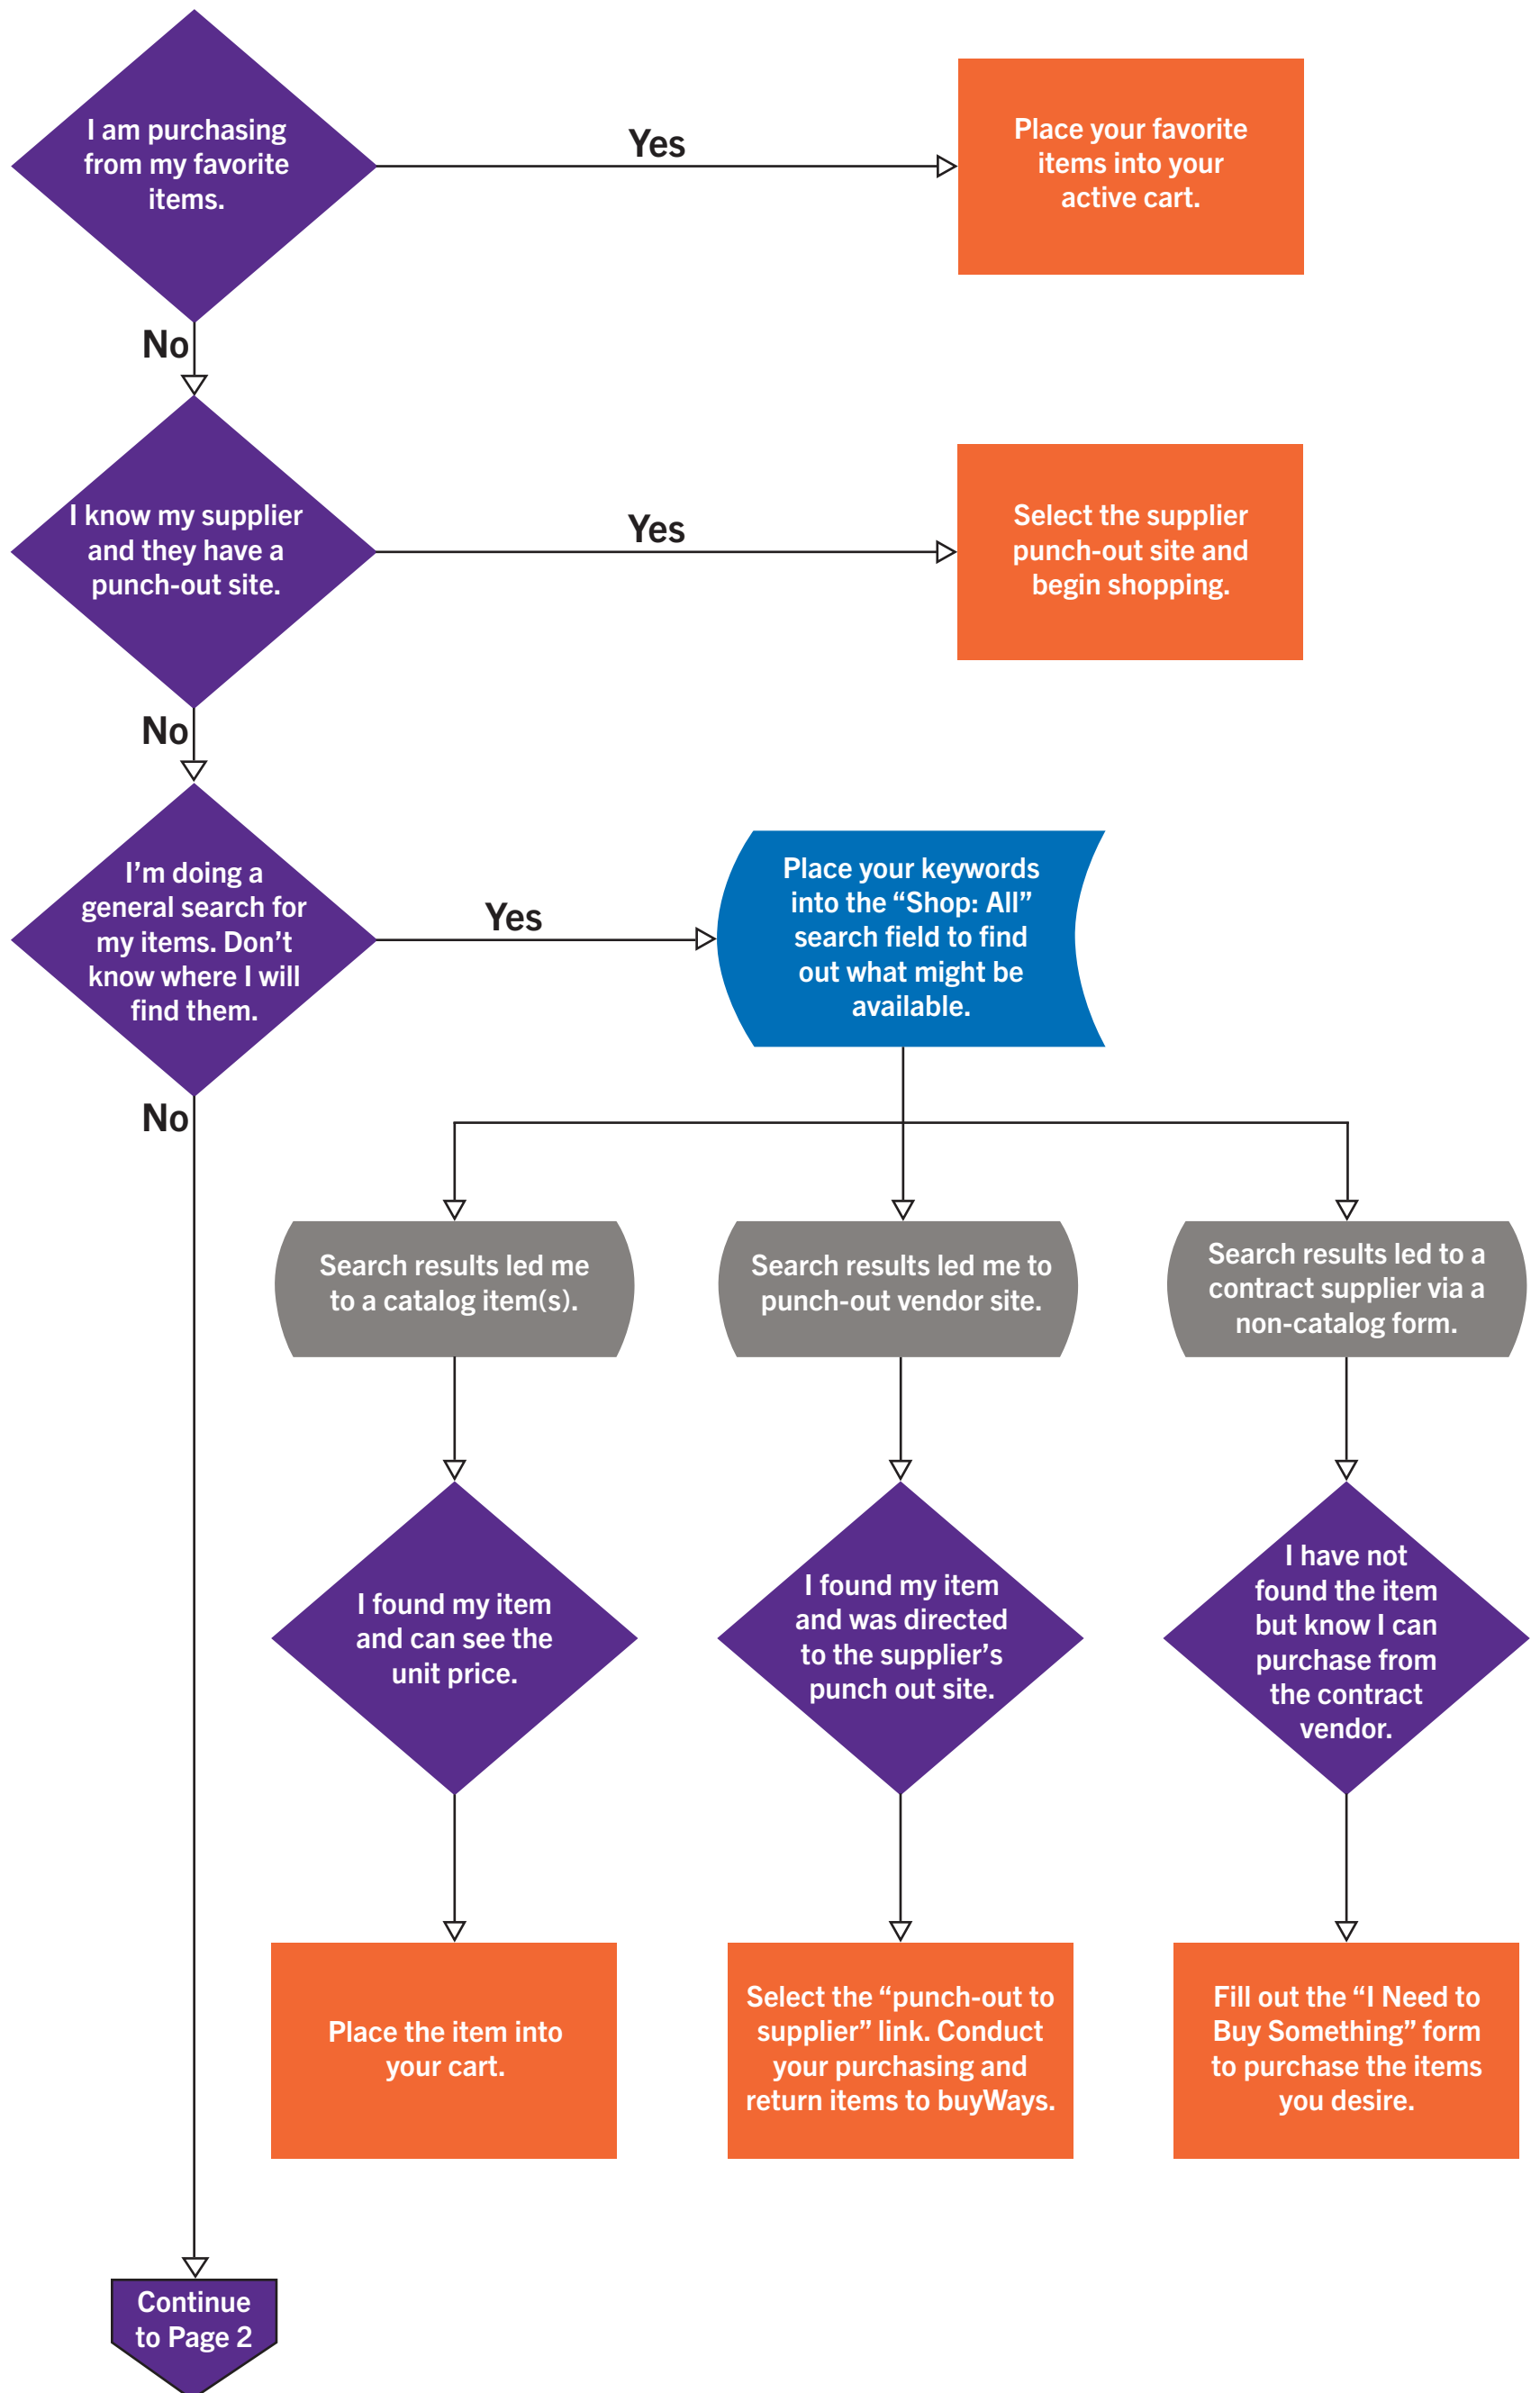 I am purchasing
from my favorite
items.
Yes
Place your favorite
items into your
active cart.
No
I know my supplier
and they have a
punch-out site.
Yes
Select the supplier
punch-out site and
begin shopping.
No
I’m doing a
general search for
my items. Don’t
know where I will
find them.
Yes
Place your keywords
into the “Shop: All”
search field to find
out what might be
available.
No
Search results led me
to a catalog item(s).
Search results led me to
punch-out vendor site.
Search results led to a
contract supplier via a
non-catalog form.
I found my item
and can see the
unit price.
I found my item
and was directed
to the supplier’s
punch out site.
I have not
found the item
but know I can
purchase from
the contract
vendor.
Place the item into
your cart.
Select the “punch-out to
supplier” link. Conduct
your purchasing and
return items to buyWays.
Fill out the “I Need to
Buy Something” form
to purchase the items
you desire.
Continue
to Page 2